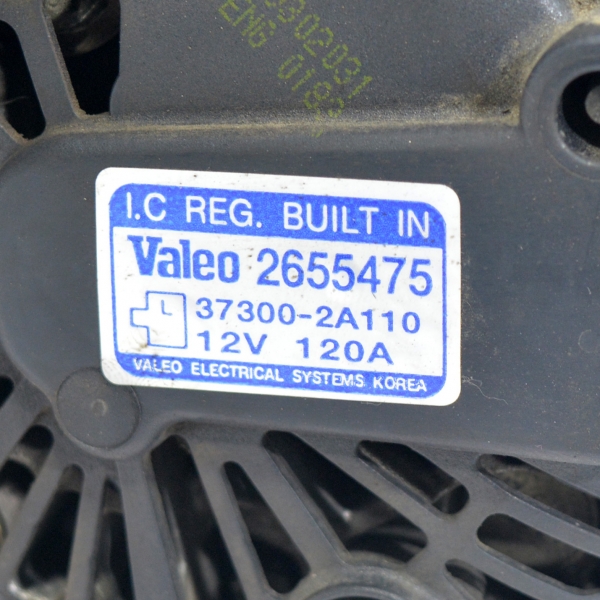 I.C REG. BUILT IN
Valeo 2655475
37300-2A110
12V 120A
VALEO ELECTRICAL SYSTEMS KOREA